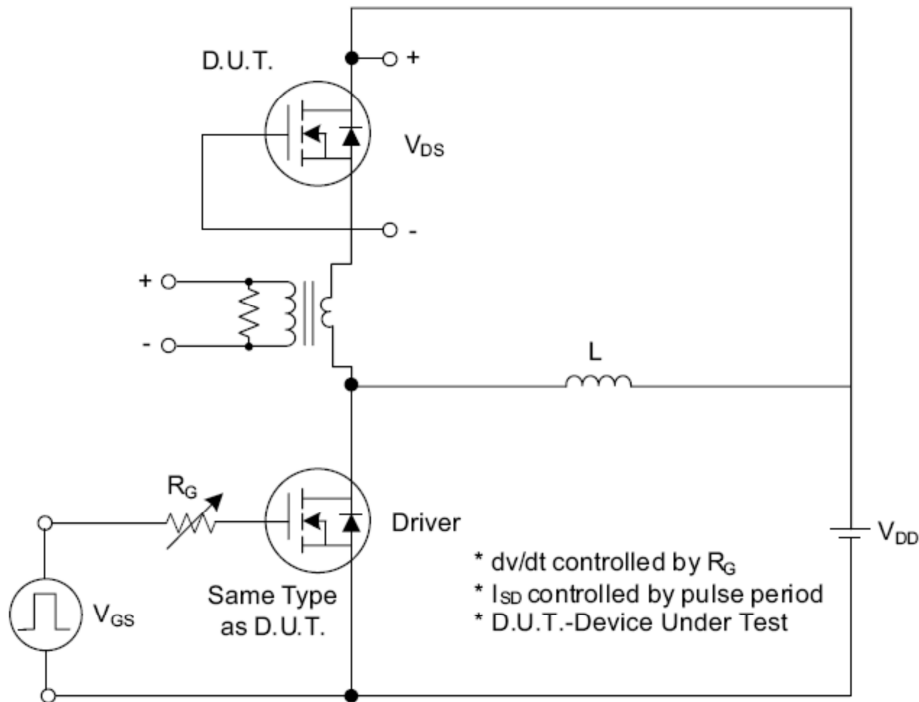 D.U.T.
+
VDS
-
+
-
L
RG
Driver
VDD
VGS
Same Type
as D.U.T.
* dv/dt controlled by RG
* ISD controlled by pulse period
* D.U.T.-Device Under Test